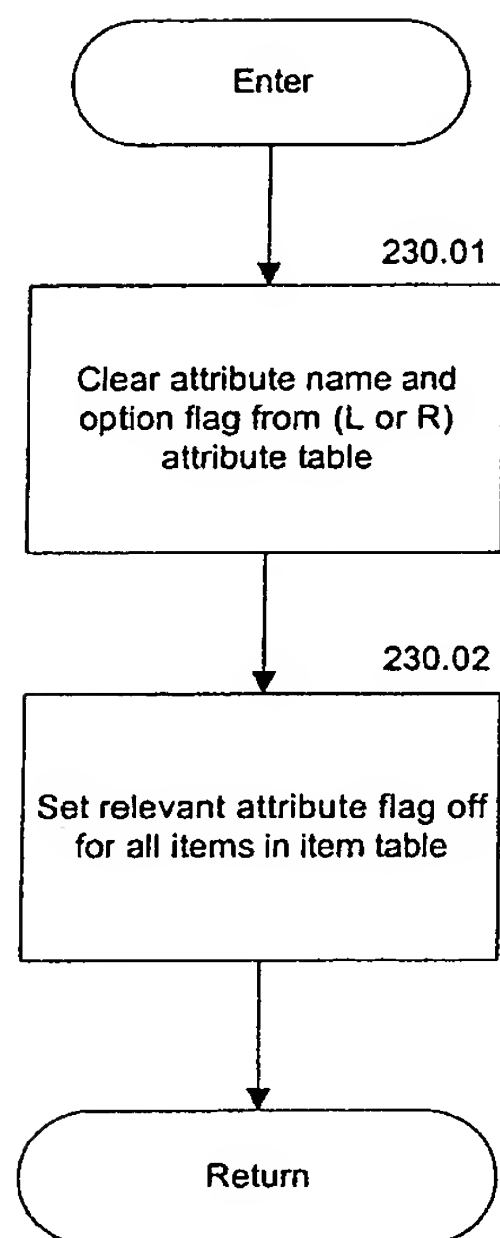 Enter
230.01
Clear attribute name and
option flag from (L or R)
attribute table
230.02
Set relevant attribute flag off
for all items in item table
Return